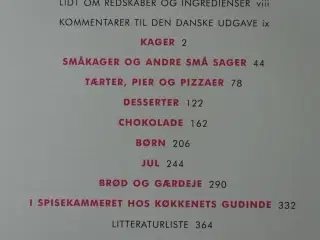 LIDT OM REDSKABER OG INGREDIENSER viii
KOMMENTARER TIL DEN DANSKE UDGAVE ix
KAGER 2
SMÅKAGER OG ANDRE SMÅ SAGER 44
TÆRTER, PIER OG PIZZAER 78
DESSERTER 122
CHOKOLADE 162
BØRN 206
JUL 244
BRØD OG GÆRDEJE 290
I SPISEKAMMERET HOS KØKKENETS GUDINDE 332
LITTERATURLISTE 364